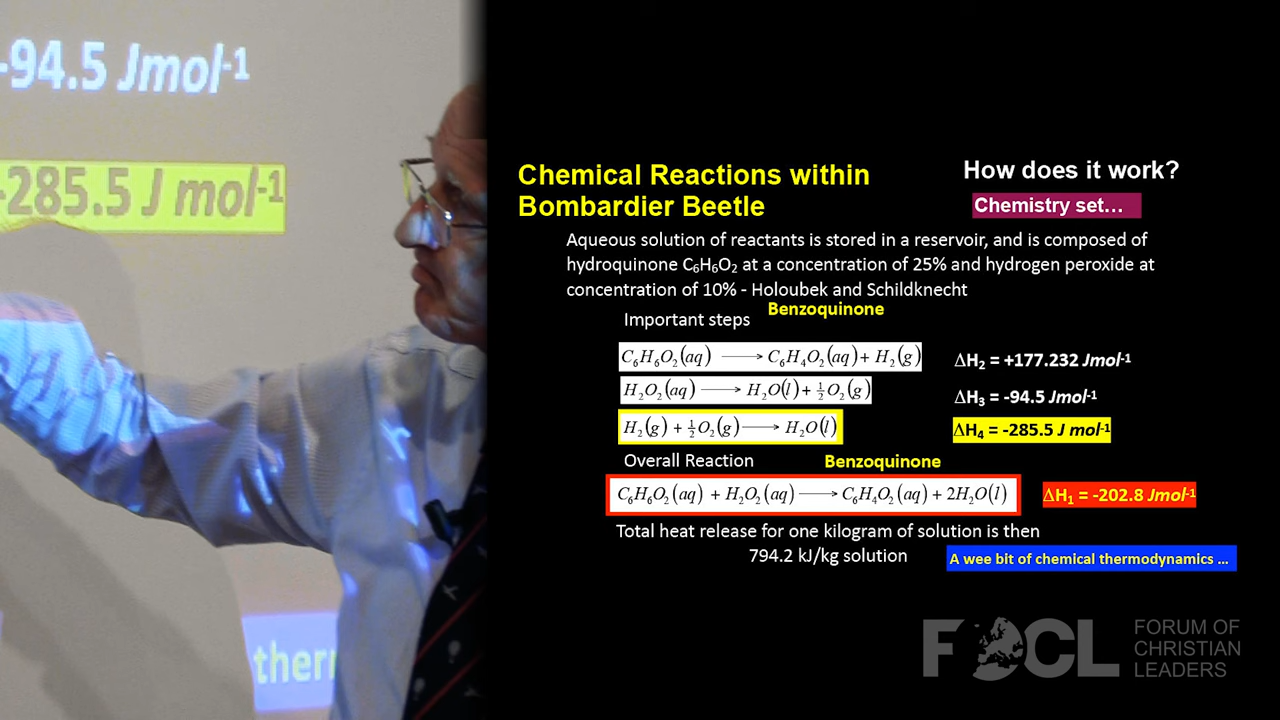 -94.5 Jmol-1
-285.5 J mol-1
ther
Chemical Reactions within
Bombardier Beetle
How does it work?
Chemistry set...
Aqueous solution of reactants is stored in a reservoir, and is composed of
hydroquinone C₆H₆O₂ at a concentration of 25% and hydrogen peroxide at
concentration of 10% - Holoubek and Schildknecht
Benzoquinone
Important steps
C₆H₆O₂(aq) ⟶ C₆H₄O₂(aq) + H₂(g) ΔH₂ = +177.232 Jmol-1
H₂O₂(aq) ⟶ H₂O(l) + ½O₂(g) ΔH₃ = -94.5 Jmol-1
H₂(g) + ½O₂(g) ⟶ H₂O(l) ΔH₄ = -285.5 J mol-1
Overall Reaction Benzoquinone
C₆H₆O₂(aq) + H₂O₂(aq) ⟶ C₆H₄O₂(aq) + 2H₂O(l) ΔH₁ = -202.8 Jmol-1
Total heat release for one kilogram of solution is then
794.2 kJ/kg solution
A wee bit of chemical thermodynamics ...
FOCL
FORUM OF
CHRISTIAN
LEADERS